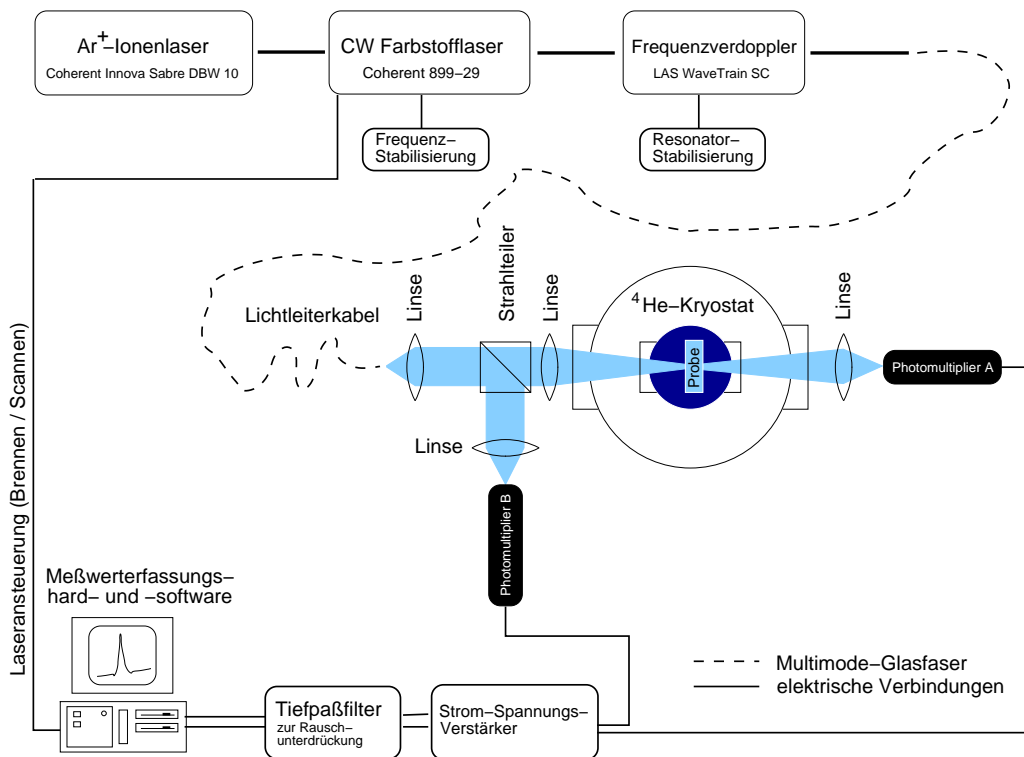 Ar+–Ionenlaser
Coherent Innova Sabre DBW 10
CW Farbstofflaser
Coherent 899–29
Frequenzverdoppler
LAS WaveTrain SC
Frequenz–
Stabilisierung
Resonator–
Stabilisierung
Lichtleiterkabel
Linse
Strahlteiler
Linse
4He–Kryostat
Probe
Linse
Photomultiplier A
Linse
Photomultiplier B
Laseransteuerung (Brennen / Scannen)
Meßwerterfassungs–
hard– und –software
Tiefpaßfilter
zur Rausch–
unterdrückung
Strom–Spannungs–
Verstärker
Multimode–Glasfaser
elektrische Verbindungen